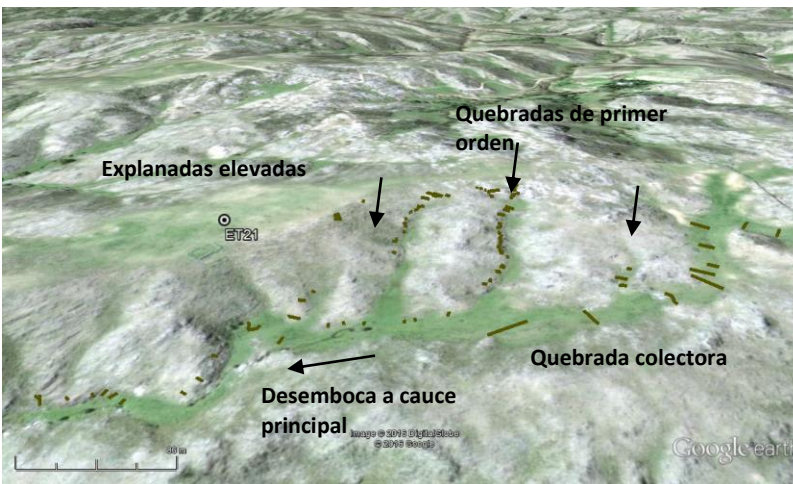 Quebradas de primer
orden
Explanadas elevadas
ET21
Quebrada colectora
Desemboca a cauce
principal
Image © 2016 DigitalGlobe
© 2016 Google
Google earth